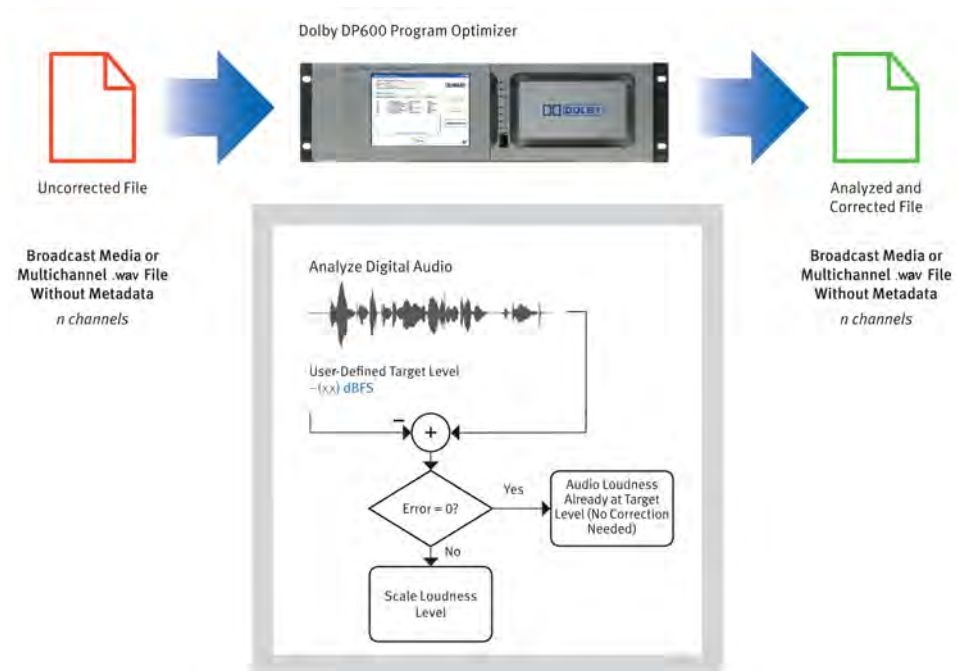 Dolby DP600 Program Optimizer
DOLBY
Uncorrected File
Broadcast Media or
Multichannel .wav File
Without Metadata
n channels
Analyzed and
Corrected File
Broadcast Media or
Multichannel .wav File
Without Metadata
n channels
Analyze Digital Audio
User-Defined Target Level
−(xx) dBFS
−
+
Error = 0?
Yes
Audio Loudness
Already at Target
Level (No Correction
Needed)
No
Scale Loudness
Level